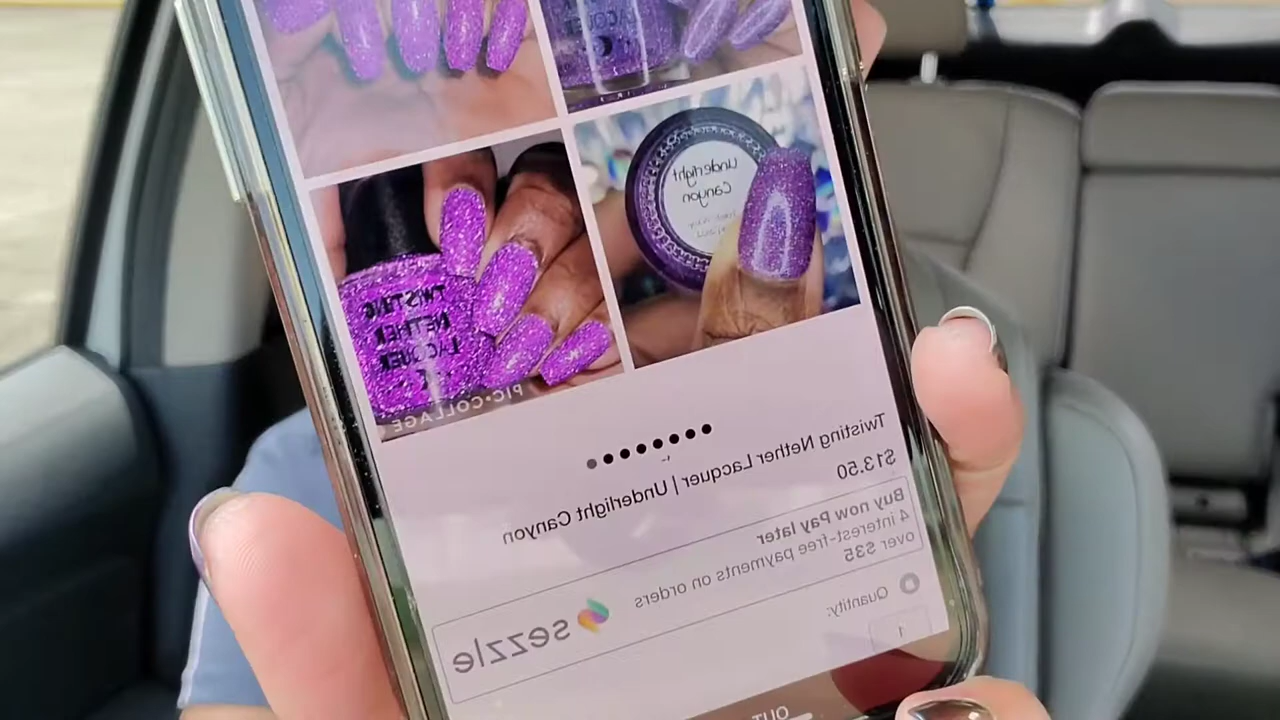 Underlight
Canyon
TWISTING
NETHER
LACQUER
PIC•COLLAGE
Twisting Nether Lacquer | Underlight Canyon
$13.50
Buy now Pay later
4 interest-free payments on orders
over $35
sezzle
Quantity:
1
OUT